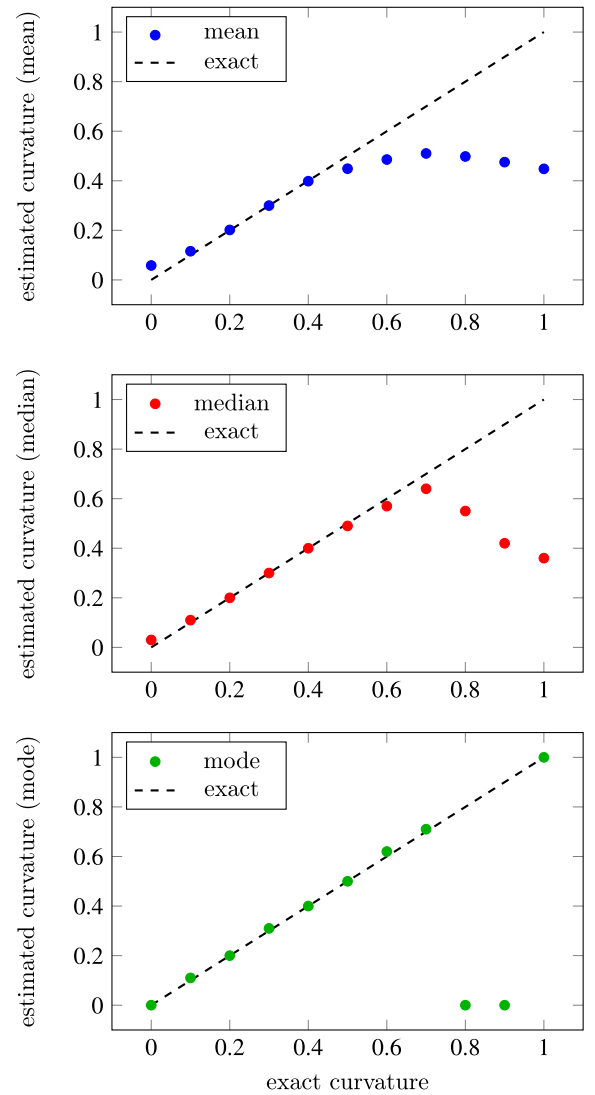 estimated curvature (mean)
mean
exact
1
0.8
0.6
0.4
0.2
0
0 0.2 0.4 0.6 0.8 1
estimated curvature (median)
median
exact
1
0.8
0.6
0.4
0.2
0
0 0.2 0.4 0.6 0.8 1
estimated curvature (mode)
mode
exact
1
0.8
0.6
0.4
0.2
0
0 0.2 0.4 0.6 0.8 1
exact curvature